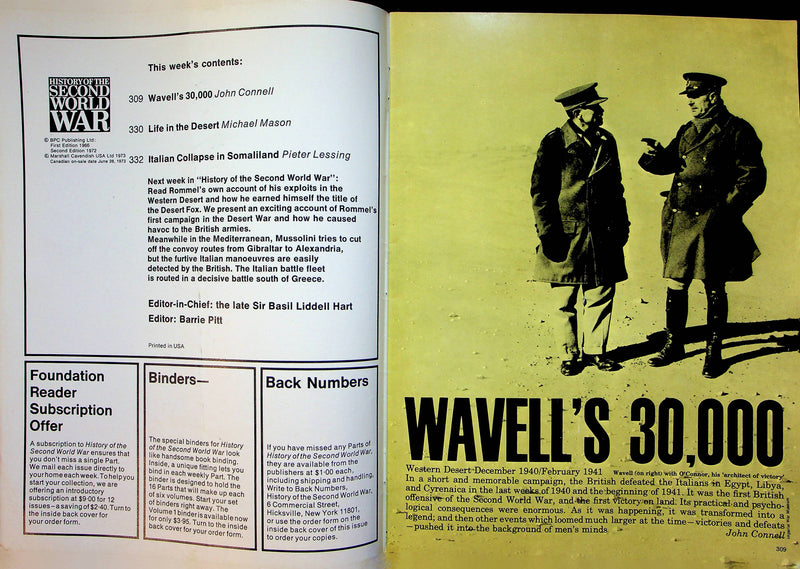 This week's contents:
HISTORY OF THE
SECOND
WORLD
WAR
© BPC Publishing Ltd:
First Edition 1966
Second Edition 1972
© Marshall Cavendish USA Ltd 1973
Canadian on-sale date June 28, 1973
309 Wavell's 30,000 John Connell
330 Life in the Desert Michael Mason
332 Italian Collapse in Somaliland Pieter Lessing
Next week in "History of the Second World War":
Read Rommel's own account of his exploits in the
Western Desert and how he earned himself the title of
the Desert Fox. We present an exciting account of Rommel's
first campaign in the Desert War and how he caused
havoc to the British armies.
Meanwhile in the Mediterranean, Mussolini tries to cut
off the convoy routes from Gibraltar to Alexandria,
but the furtive Italian manoeuvres are easily
detected by the British. The Italian battle fleet
is routed in a decisive battle south of Greece.
Editor-in-Chief: the late Sir Basil Liddell Hart
Editor: Barrie Pitt
Printed in USA
Foundation
Reader
Subscription
Offer
A subscription to History of the
Second World War ensures that
you don't miss a single Part.
We mail each issue directly to
your home each week. To help you
start your collection, we are
offering an introductory
subscription at $9·00 for 12
issues – a saving of $2·40. Turn to
the inside back cover for
your order form.
Binders—
The special binders for History
of the Second World War look
like handsome book binding.
Inside, a unique fitting lets you
bind in each weekly Part. The
binder is designed to hold the
16 Parts that will make up each
of six volumes. Start your set
of binders right away. The
Volume 1 binder is available now
for only $3·95. Turn to the inside
back cover for your order form.
Back Numbers
If you have missed any Parts of
History of the Second World War,
they are available from the
publishers at $1·00 each,
including shipping and handling.
Write to Back Numbers,
History of the Second World War,
6 Commercial Street,
Hicksville, New York 11801,
or use the order form on the
inside back cover of this issue
to order your copies.
WAVELL'S 30,000
Western Desert December 1940/February 1941 Wavell (on right) with O'Connor, his 'architect of victory'
In a short and memorable campaign, the British defeated the Italians in Egypt, Libya,
and Cyrenaica in the last weeks of 1940 and the beginning of 1941. It was the first British
offensive of the Second World War, and the first victory on land. Its practical and psycho-
logical consequences were enormous. As it was happening, it was transformed into a
legend; and then other events which loomed much larger at the time—victories and defeats
—pushed it into the background of men's minds
John Connell
309